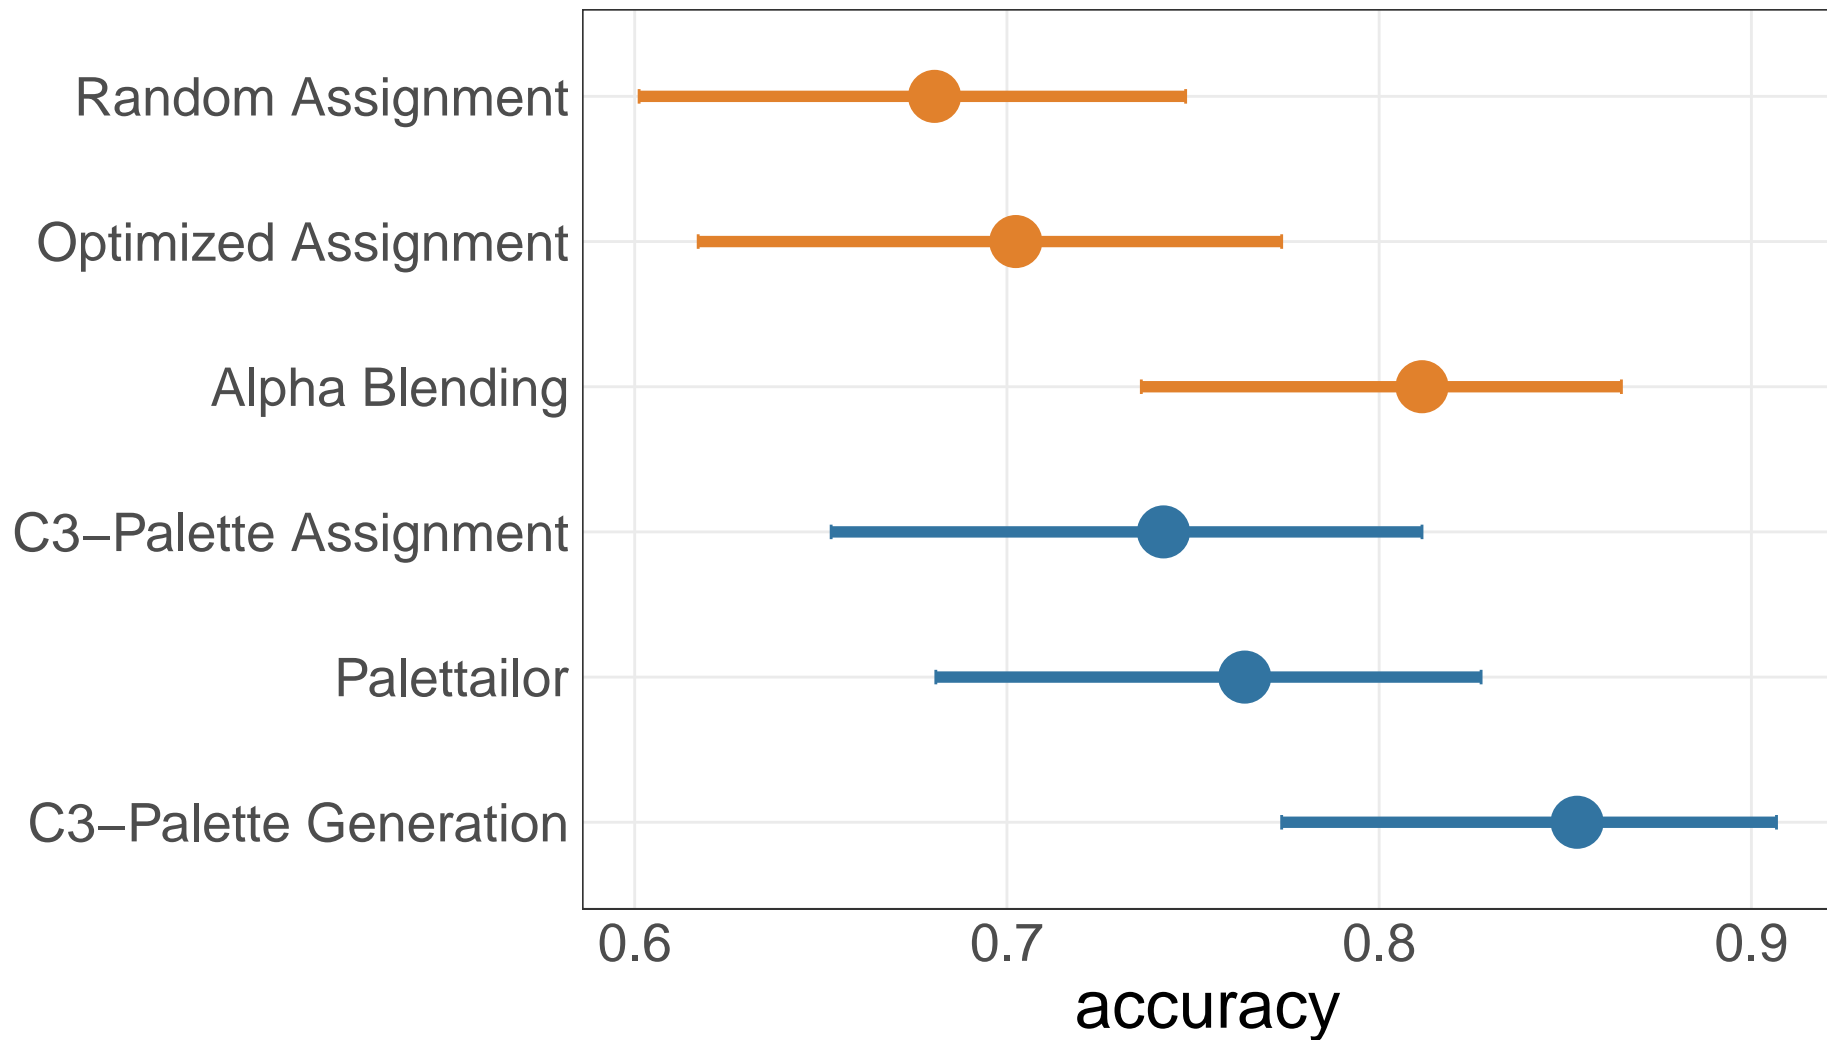 Random Assignment
Optimized Assignment
Alpha Blending
C3−Palette Assignment
Palettailor
C3−Palette Generation
0.6 0.7 0.8 0.9
accuracy